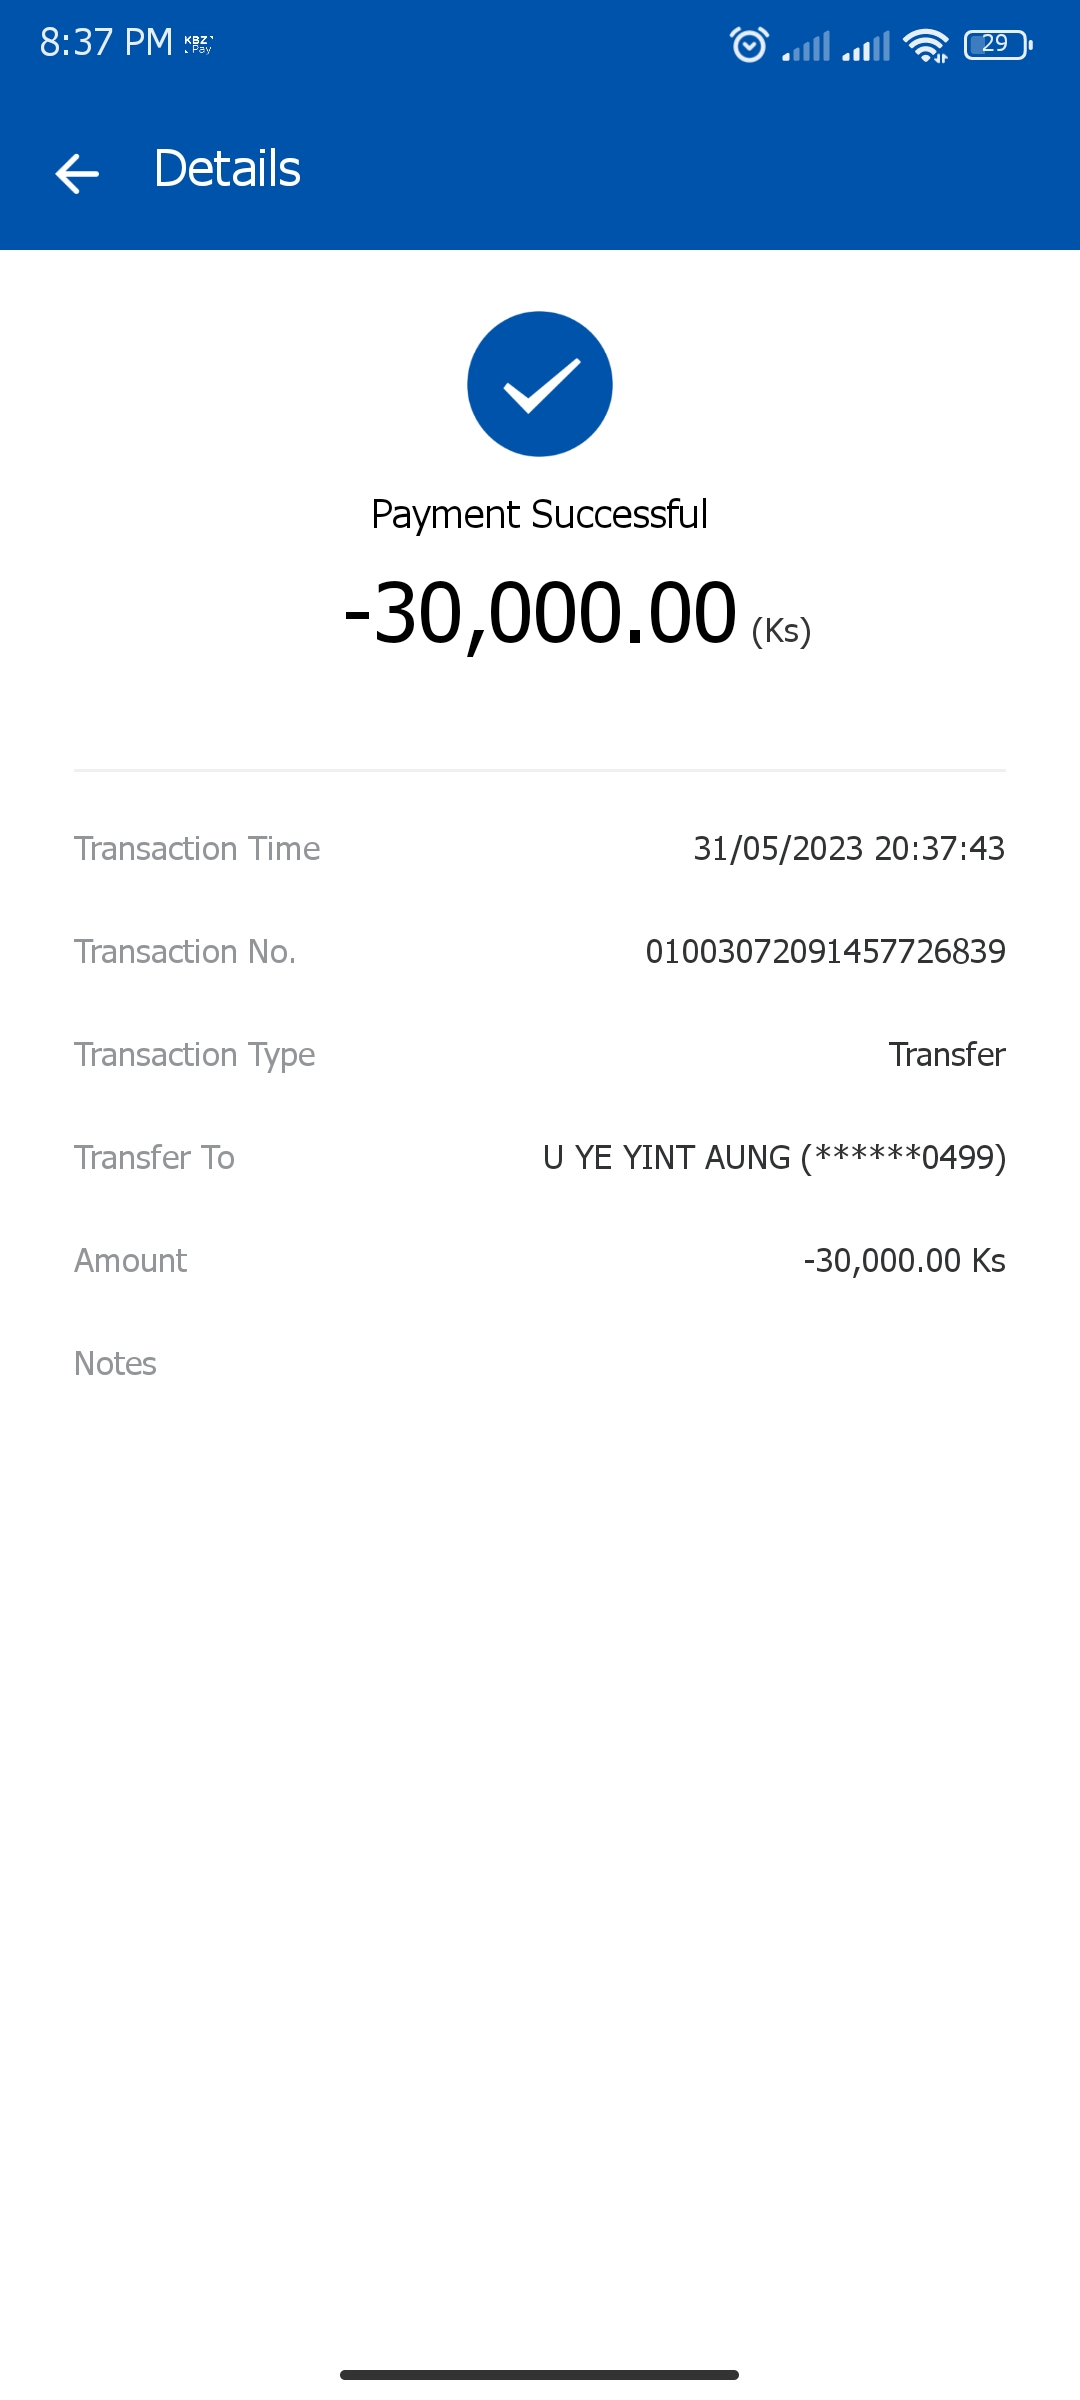 8:37 PM KBZ Pay 29
Details
Payment Successful
-30,000.00 (Ks)
Transaction Time 31/05/2023 20:37:43
Transaction No. 01003072091457726839
Transaction Type Transfer
Transfer To U YE YINT AUNG (******0499)
Amount -30,000.00 Ks
Notes